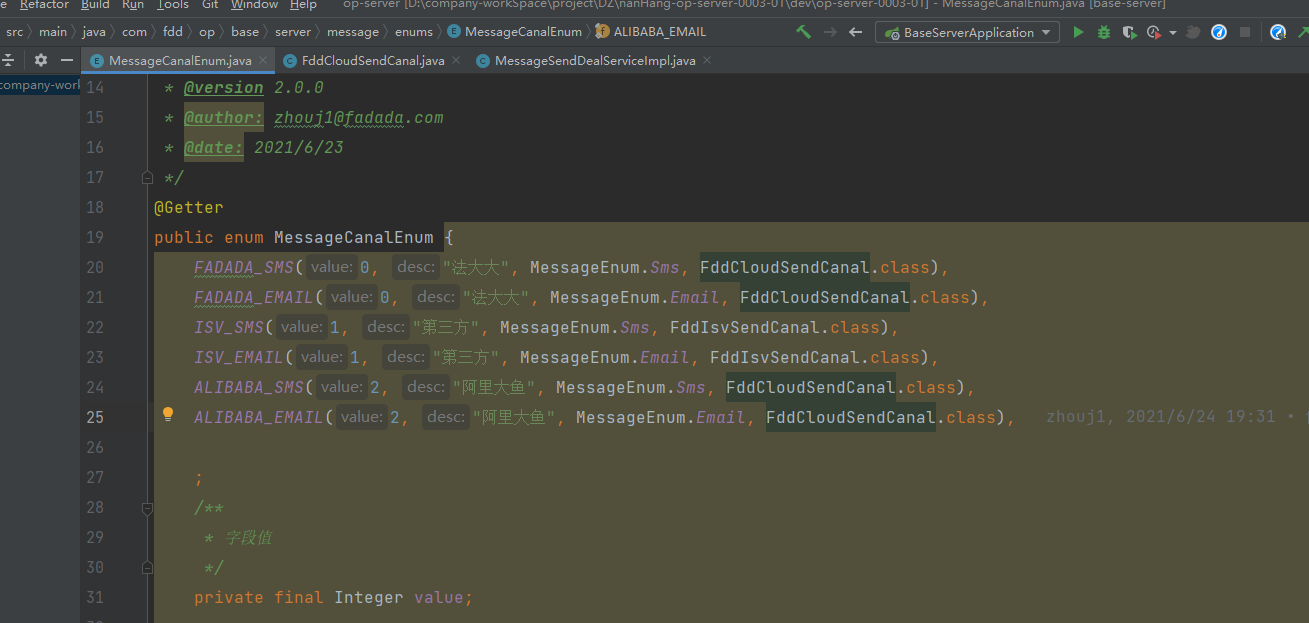 e Refactor Build Run Tools Git Window Help op-server [D:\company-workSpace\project\DZ\nanHang-op-server-0003-01\dev\op-server-0003-01] - MessageCanalEnum.java [base-server]
src main java com fdd op base server message enums MessageCanalEnum ALIBABA_EMAIL BaseServerApplication
MessageCanalEnum.java FddCloudSendCanal.java MessageSendDealServiceImpl.java
company-work
14 * @version 2.0.0
15 * @author: zhouj1@fadada.com
16 * @date: 2021/6/23
17 */
18 @Getter
19 public enum MessageCanalEnum {
20 FADADA_SMS( value: 0, desc: "法大大", MessageEnum.Sms, FddCloudSendCanal.class),
21 FADADA_EMAIL( value: 0, desc: "法大大", MessageEnum.Email, FddCloudSendCanal.class),
22 ISV_SMS( value: 1, desc: "第三方", MessageEnum.Sms, FddIsvSendCanal.class),
23 ISV_EMAIL( value: 1, desc: "第三方", MessageEnum.Email, FddIsvSendCanal.class),
24 ALIBABA_SMS( value: 2, desc: "阿里大鱼", MessageEnum.Sms, FddCloudSendCanal.class),
25 ALIBABA_EMAIL( value: 2, desc: "阿里大鱼", MessageEnum.Email, FddCloudSendCanal.class), zhouj1, 2021/6/24 19:31 •
26
27 ;
28 /**
29 * 字段值
30 */
31 private final Integer value;